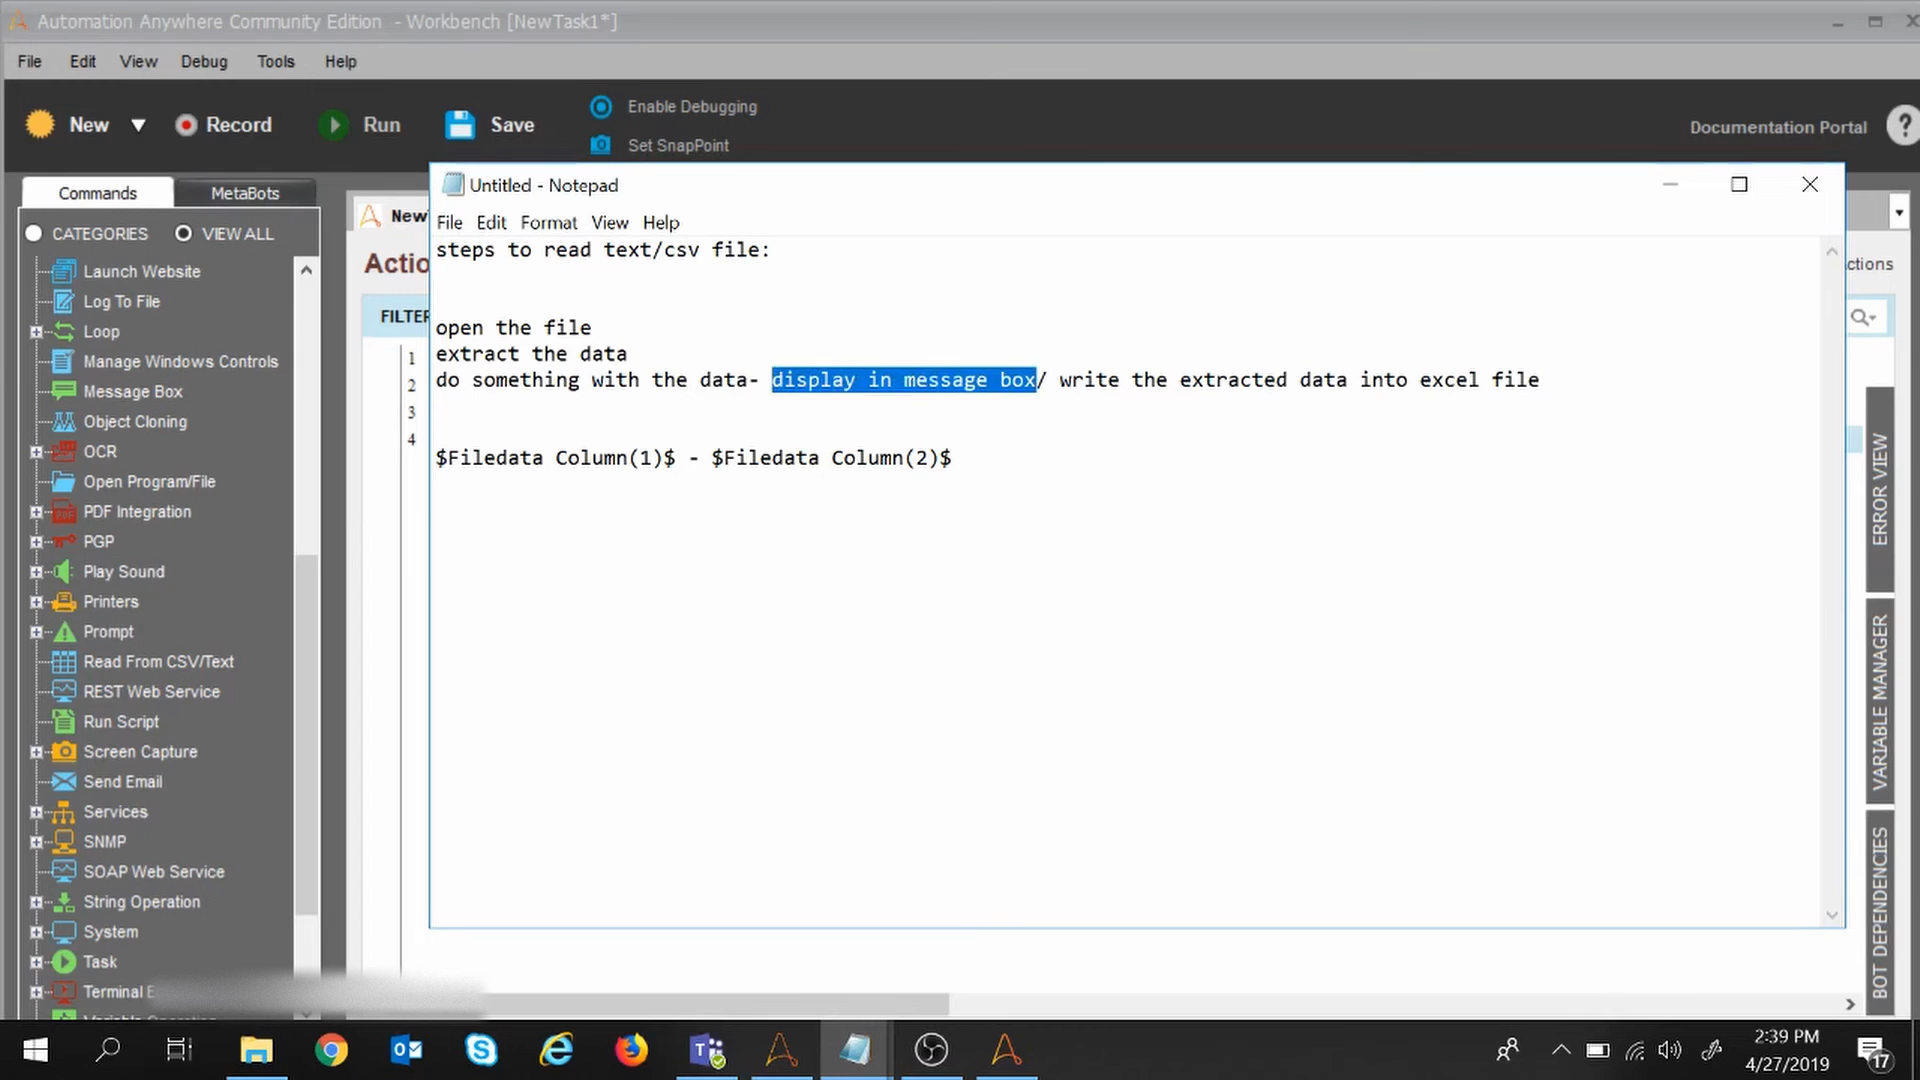 Automation Anywhere Community Edition - Workbench [NewTask1*]
File Edit View Debug Tools Help
New Record Run Save
Enable Debugging
Set SnapPoint
Documentation Portal ?
Commands MetaBots
CATEGORIES VIEW ALL
Launch Website
Log To File
Loop
Manage Windows Controls
Message Box
Object Cloning
OCR
Open Program/File
PDF Integration
PGP
Play Sound
Printers
Prompt
Read From CSV/Text
REST Web Service
Run Script
Screen Capture
Send Email
Services
SNMP
SOAP Web Service
String Operation
System
Task
Terminal E
New
Actio
FILTER
1
2
3
4
Untitled - Notepad
File Edit Format View Help
steps to read text/csv file:
open the file
extract the data
do something with the data- display in message box/ write the extracted data into excel file
$Filedata Column(1)$ - $Filedata Column(2)$
ctions
ERROR VIEW
VARIABLE MANAGER
BOT DEPENDENCIES
2:39 PM
4/27/2019
17